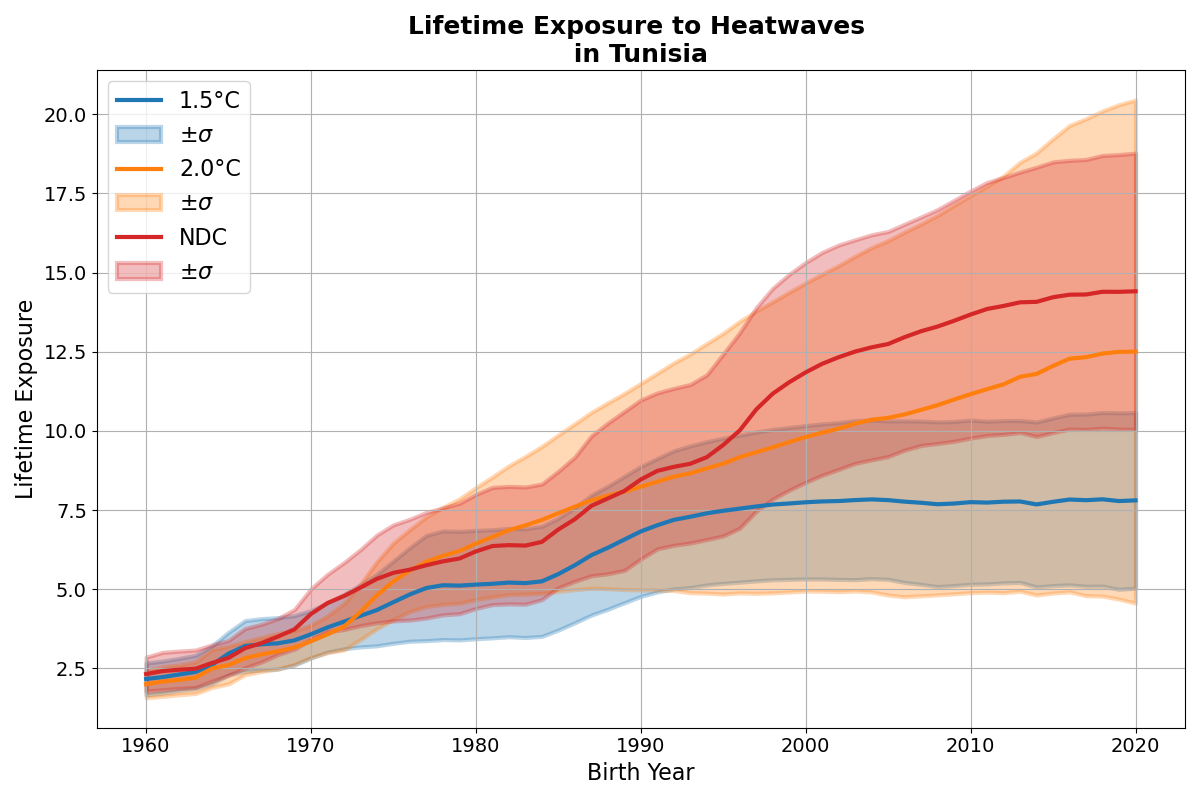 Lifetime Exposure to Heatwaves
in Tunisia
1.5°C
±σ
2.0°C
±σ
NDC
±σ
Lifetime Exposure
20.0
17.5
15.0
12.5
10.0
7.5
5.0
2.5
1960 1970 1980 1990 2000 2010 2020
Birth Year